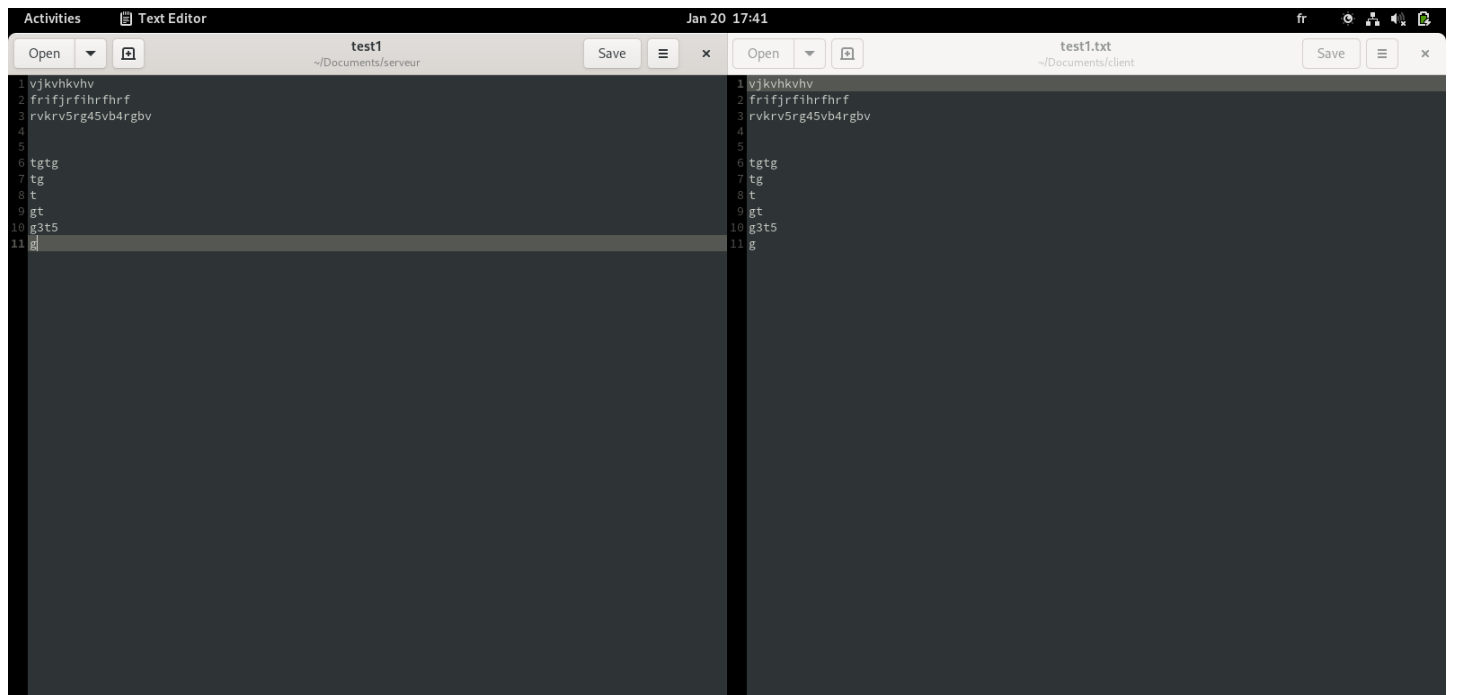 Activities Text Editor Jan 20 17:41 fr
Open test1 Save
~/Documents/serveur
1 vjkvhkvhv
2 frifjrfihrfhrf
3 rvkrv5rg45vb4rgbv
4
5
6 tgtg
7 tg
8 t
9 gt
10 g3t5
11 g
Open test1.txt Save
~/Documents/client
1 vjkvhkvhv
2 frifjrfihrfhrf
3 rvkrv5rg45vb4rgbv
4
5
6 tgtg
7 tg
8 t
9 gt
10 g3t5
11 g